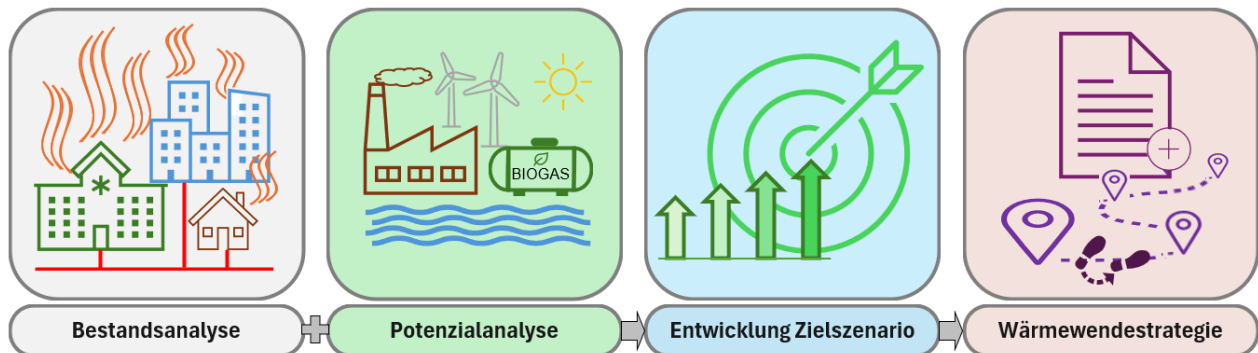 BIOGAS
Bestandsanalyse
Potenzialanalyse
Entwicklung Zielszenario
Wärmewendestrategie